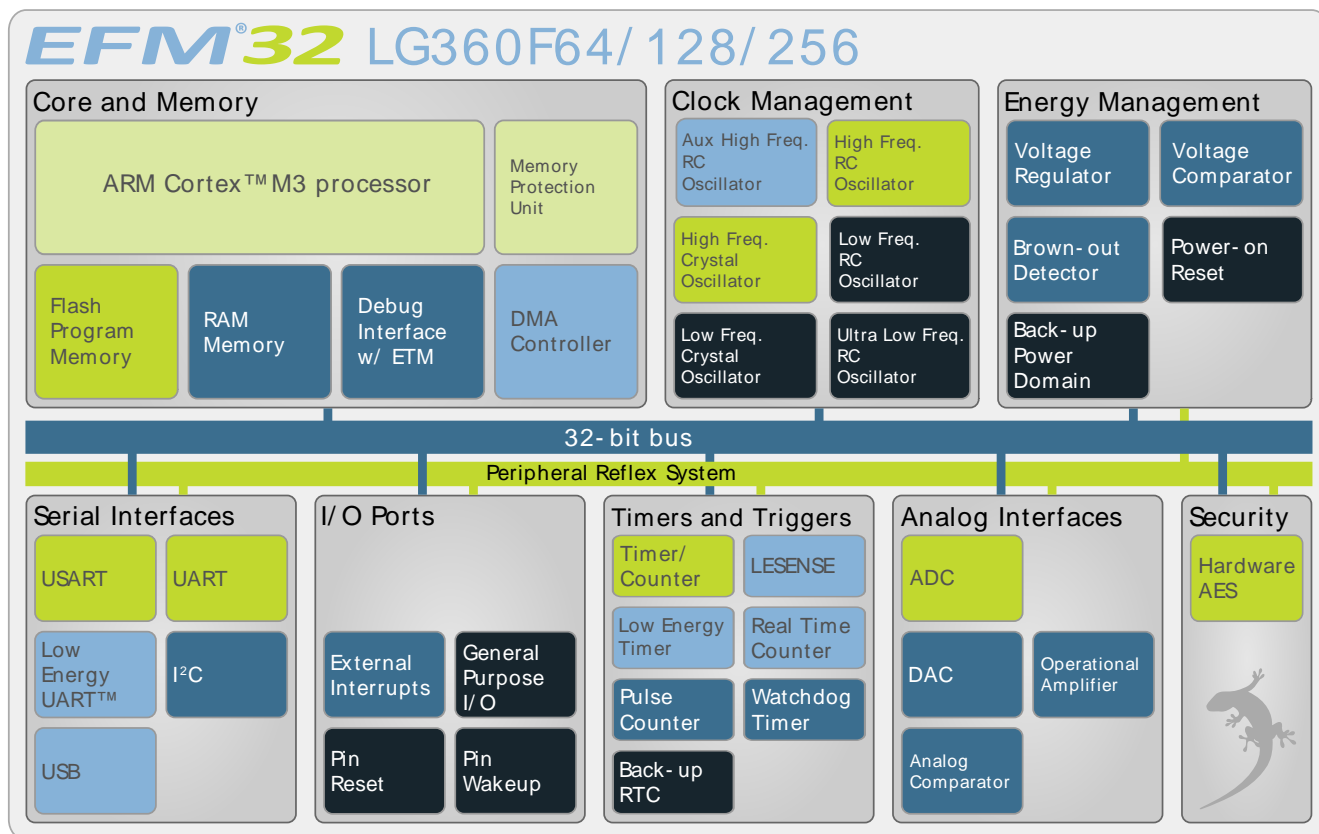 EFM®32 LG360F64/128/256
Core and Memory
ARM Cortex™ M3 processor
Memory
Protection
Unit
Flash
Program
Memory
RAM
Memory
Debug
Interface
w/ ETM
DMA
Controller
Clock Management
Aux High Freq.
RC
Oscillator
High Freq.
RC
Oscillator
High Freq.
Crystal
Oscillator
Low Freq.
RC
Oscillator
Low Freq.
Crystal
Oscillator
Ultra Low Freq.
RC
Oscillator
Energy Management
Voltage
Regulator
Voltage
Comparator
Brown-out
Detector
Power-on
Reset
Back-up
Power
Domain
32-bit bus
Peripheral Reflex System
Serial Interfaces
USART
UART
Low
Energy
UART™
I²C
USB
I/O Ports
External
Interrupts
General
Purpose
I/O
Pin
Reset
Pin
Wakeup
Timers and Triggers
Timer/
Counter
LESENSE
Low Energy
Timer
Real Time
Counter
Pulse
Counter
Watchdog
Timer
Back-up
RTC
Analog Interfaces
ADC
DAC
Operational
Amplifier
Analog
Comparator
Security
Hardware
AES